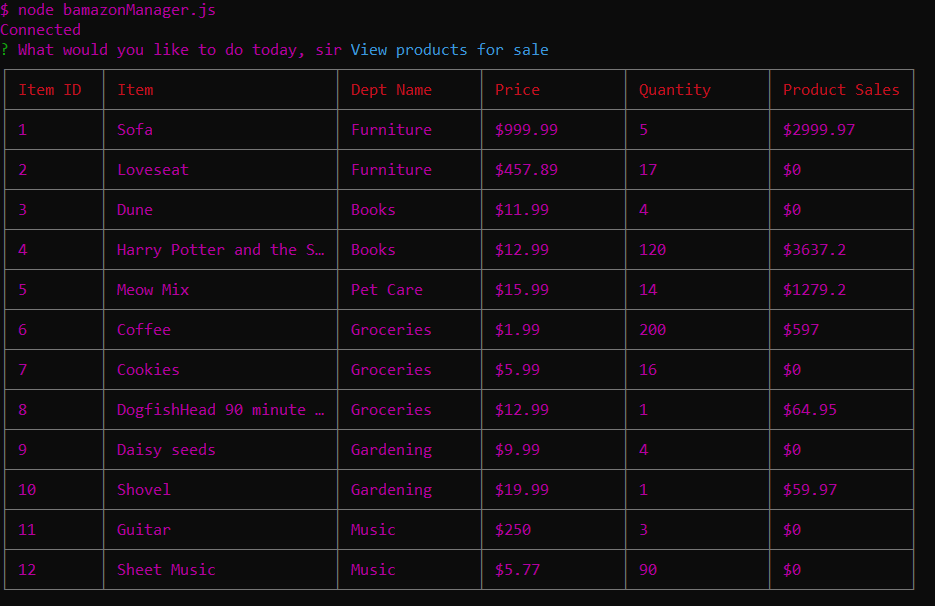 $ node bamazonManager.js
Connected
? What would you like to do today, sir View products for sale
Item ID Item Dept Name Price Quantity Product Sales
1 Sofa Furniture $999.99 5 $2999.97
2 Loveseat Furniture $457.89 17 $0
3 Dune Books $11.99 4 $0
4 Harry Potter and the S… Books $12.99 120 $3637.2
5 Meow Mix Pet Care $15.99 14 $1279.2
6 Coffee Groceries $1.99 200 $597
7 Cookies Groceries $5.99 16 $0
8 DogfishHead 90 minute … Groceries $12.99 1 $64.95
9 Daisy seeds Gardening $9.99 4 $0
10 Shovel Gardening $19.99 1 $59.97
11 Guitar Music $250 3 $0
12 Sheet Music Music $5.77 90 $0